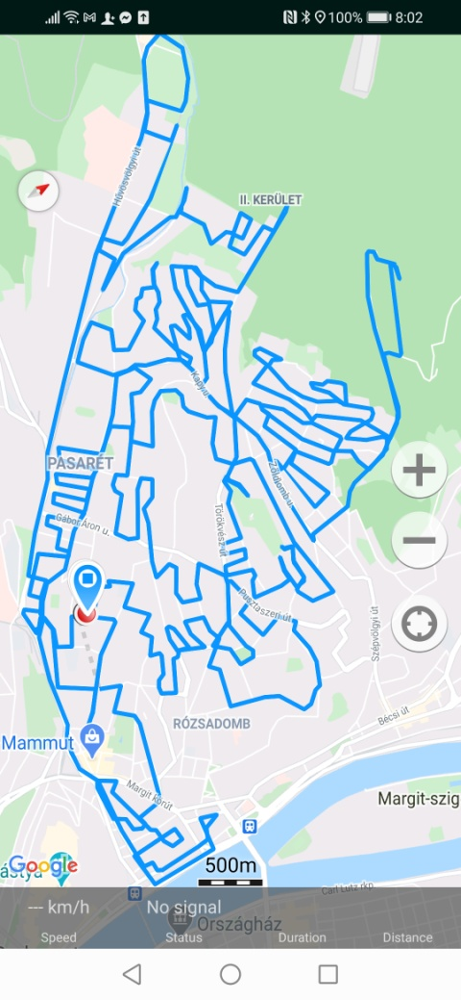 100% 8:02
Hűvösvölgyi út
II. KERÜLET
Kapy u.
PASARÉT
Zöldlomb u.
Törökvész út
Gábor Áron u.
Pusztaszeri út
Szépvölgyi út
RÓZSADOMB
Bécsi út
Mammut
Margit körút
Margit-szig
Google
500m
ástya
Carl Lutz rkp
--- km/h No signal
Országház
Speed Status Duration Distance